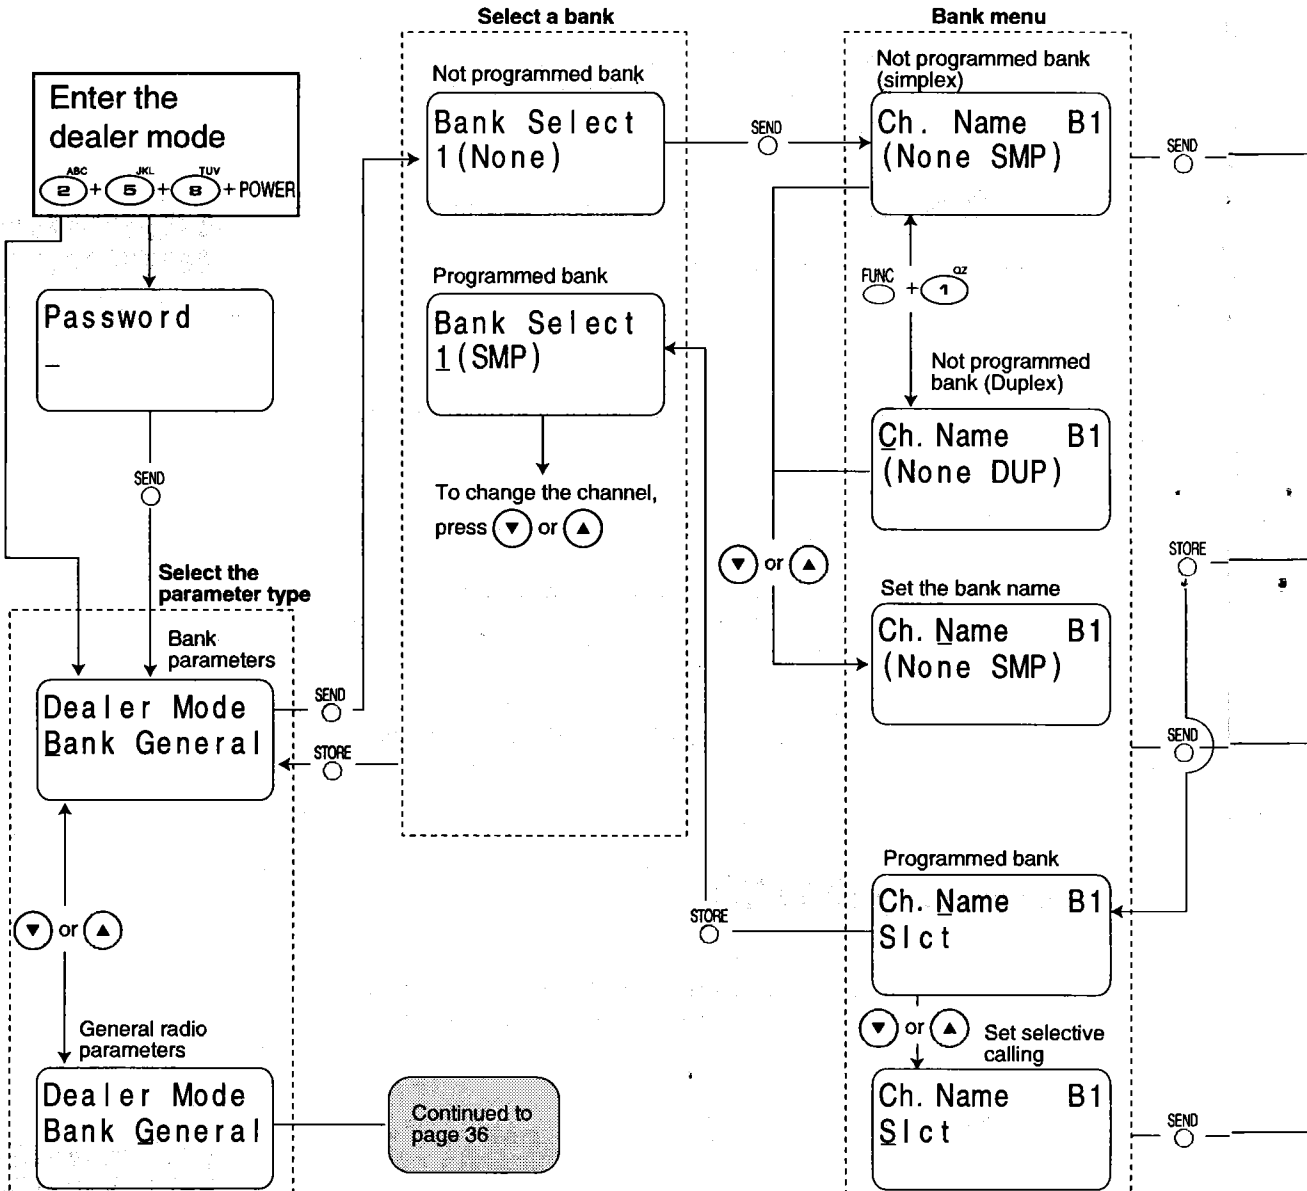 Select a bank
Bank menu
Enter the
dealer mode
ABC JKL TUV
2 + 5 + 8 + POWER
Not programmed bank
Bank Select
1(None)
SEND
Not programmed bank
(simplex)
Ch. Name B1
(None SMP)
SEND
Password
_
SEND
Programmed bank
Bank Select
1(SMP)
To change the channel,
press ▼ or ▲
FUNC + 1 QZ
Not programmed
bank (Duplex)
Ch. Name B1
(None DUP)
▼ or ▲
STORE
Set the bank name
Ch. Name B1
(None SMP)
SEND
Select the
parameter type
Bank
parameters
Dealer Mode
Bank General
SEND
STORE
▼ or ▲
General radio
parameters
Dealer Mode
Bank General
Continued to
page 36
STORE
Programmed bank
Ch. Name B1
Slct
▼ or ▲
Set selective
calling
Ch. Name B1
Slct
SEND